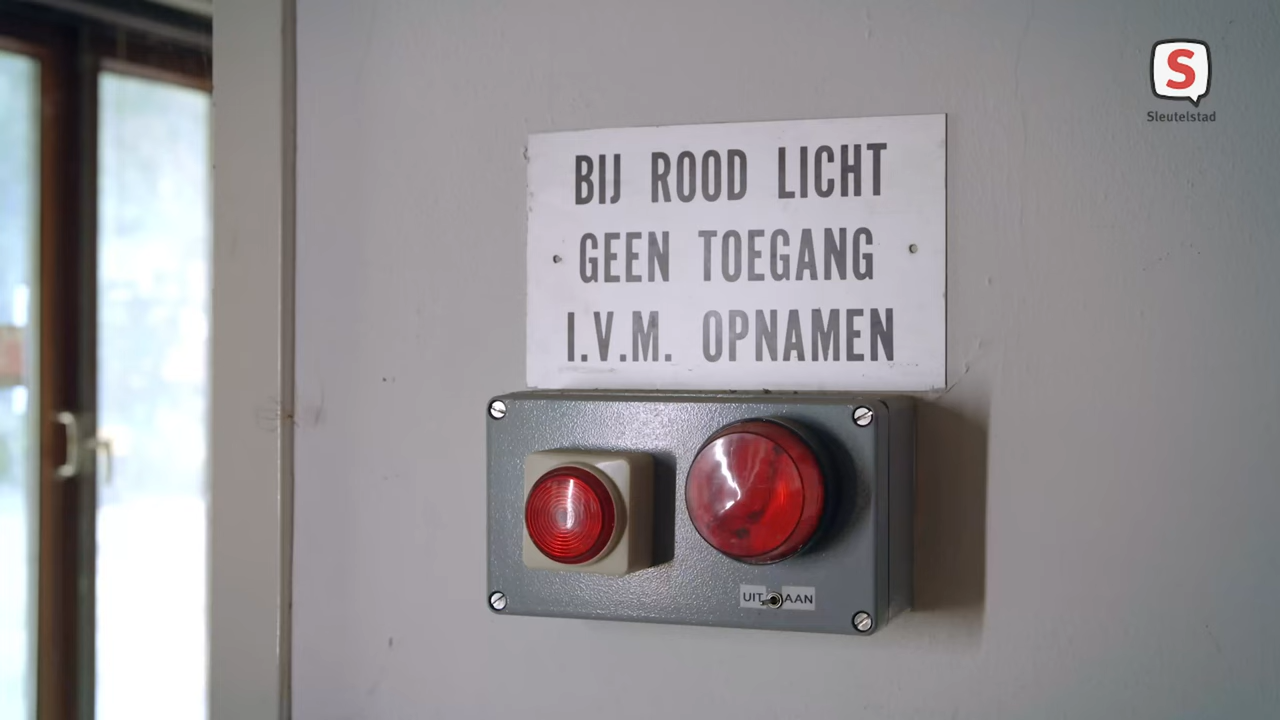 S
Sleutelstad
BIJ ROOD LICHT
GEEN TOEGANG
I.V.M. OPNAMEN
UIT AAN